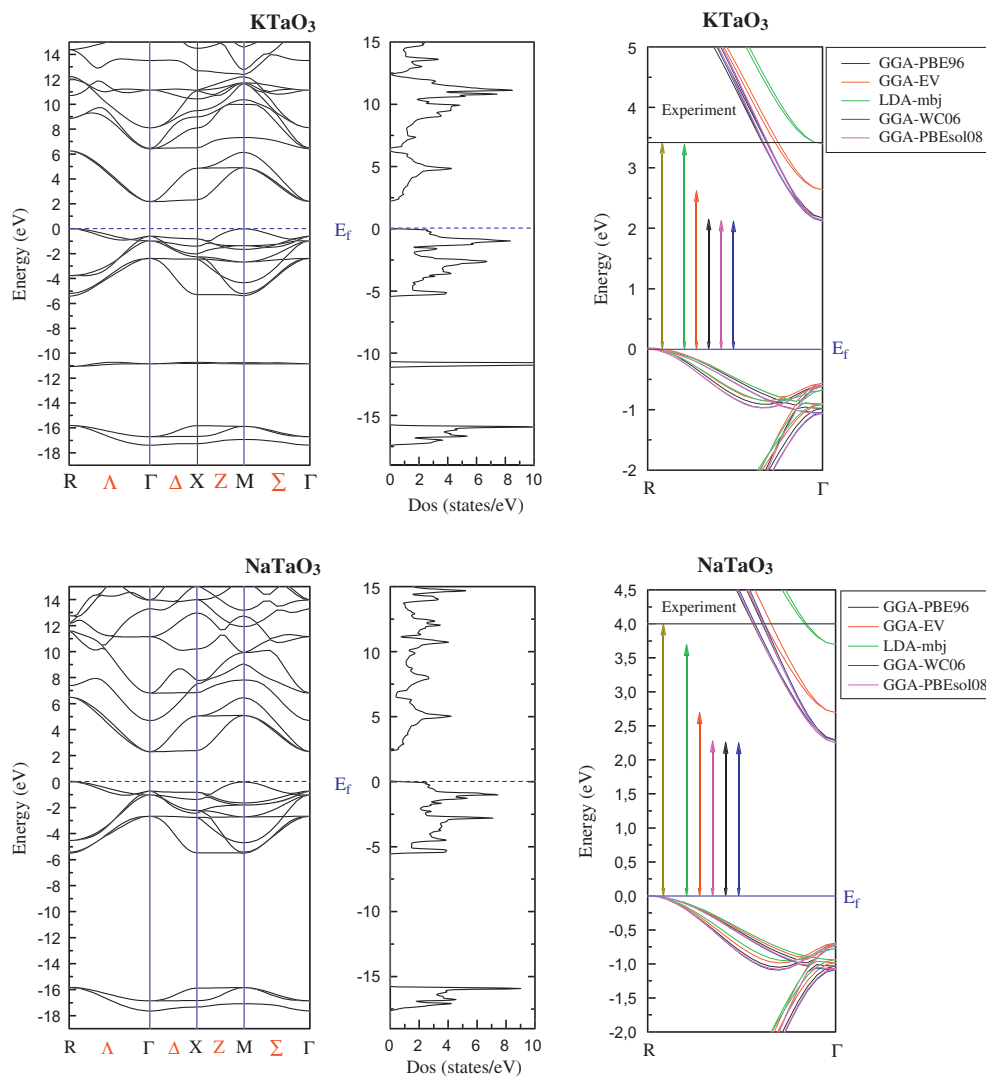 KTaO₃
14
12
10
8
6
4
2
0
-2
-4
-6
-8
-10
-12
-14
-16
-18
Energy (eV)
R Λ Γ Δ X Z M Σ Γ
15
10
5
0
-5
-10
-15
E_f
0 2 4 6 8 10
Dos (states/eV)
KTaO₃
5
4
3
2
1
0
-1
-2
Energy (eV)
Experiment
E_f
R Γ
GGA-PBE96
GGA-EV
LDA-mbj
GGA-WC06
GGA-PBEsol08
NaTaO₃
14
12
10
8
6
4
2
0
-2
-4
-6
-8
-10
-12
-14
-16
-18
Energy (eV)
R Λ Γ Δ X Z M Σ Γ
15
10
5
0
-5
-10
-15
E_f
0 2 4 6 8 10
Dos (states/eV)
NaTaO₃
4,5
4,0
3,5
3,0
2,5
2,0
1,5
1,0
0,5
0,0
-0,5
-1,0
-1,5
-2,0
Energy (eV)
Experiment
E_f
R Γ
GGA-PBE96
GGA-EV
LDA-mbj
GGA-WC06
GGA-PBEsol08